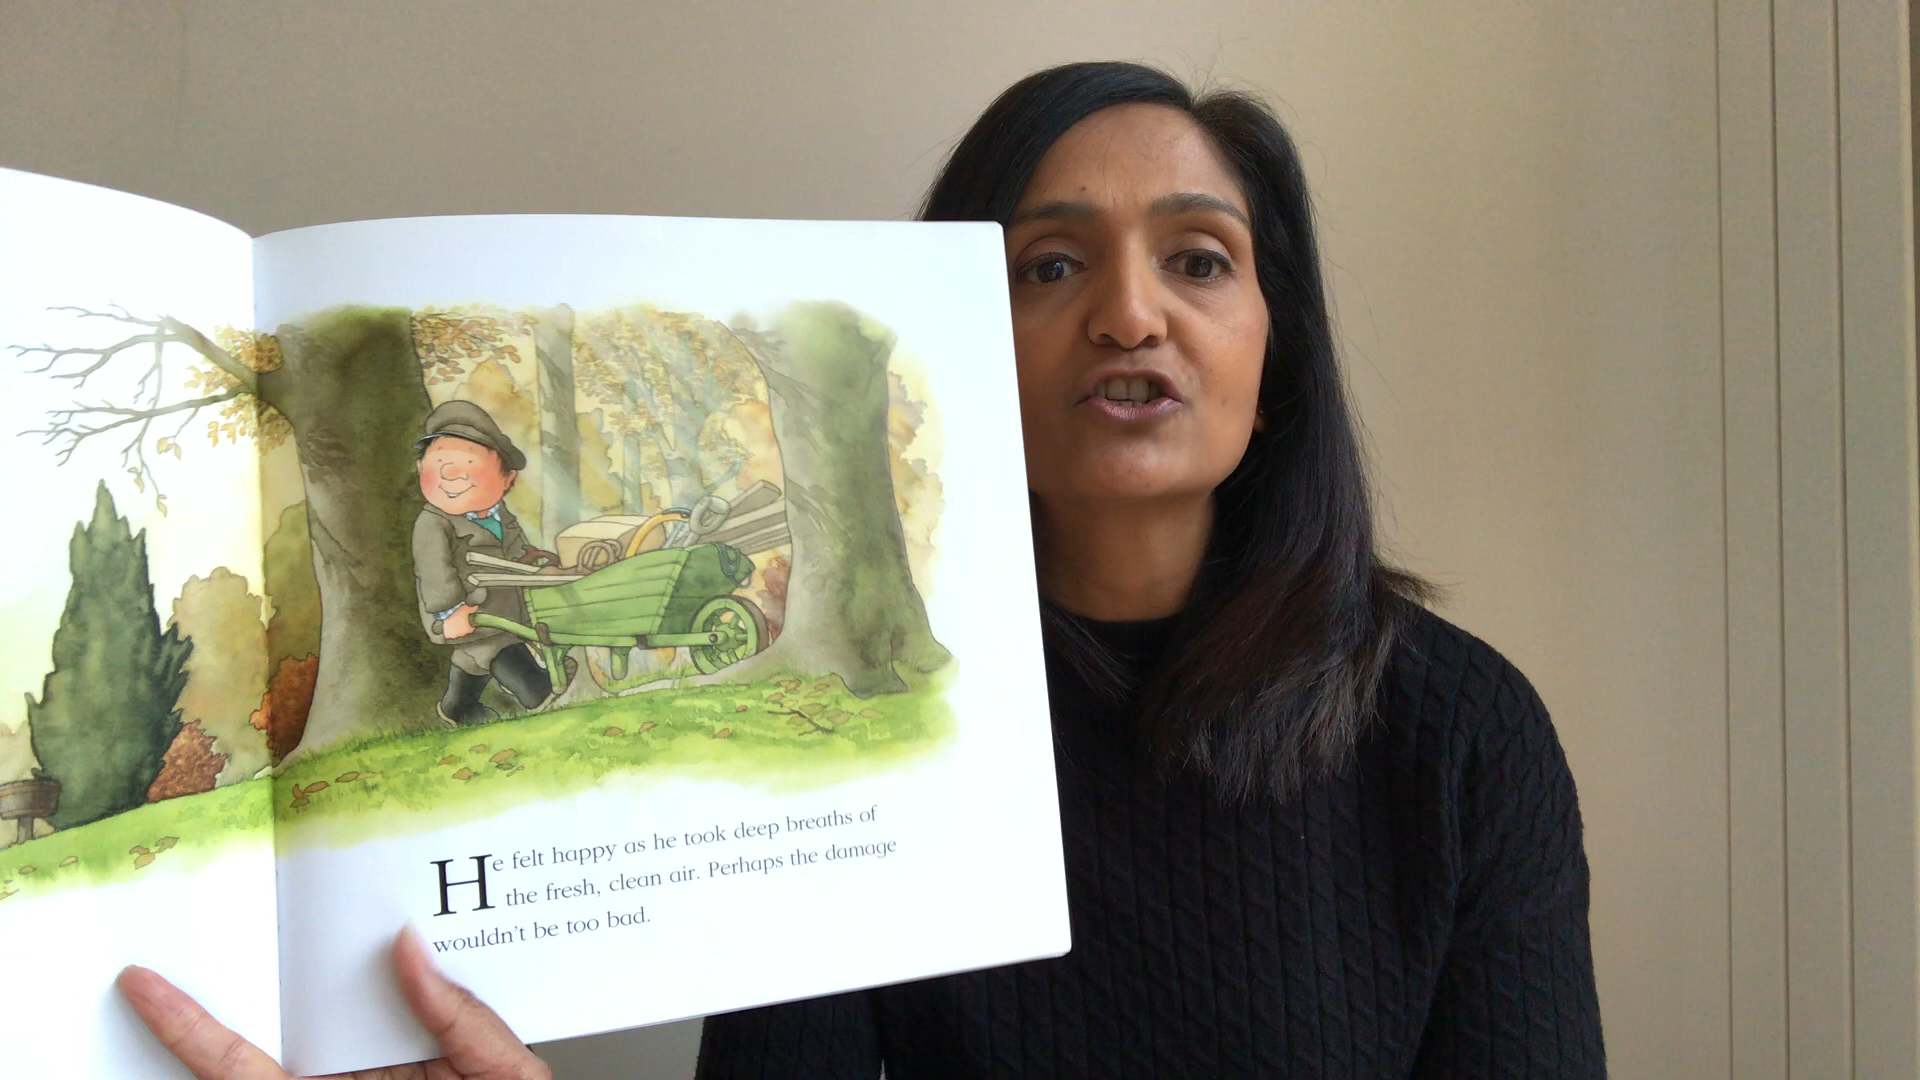 He felt happy as he took deep breaths of
the fresh, clean air. Perhaps the damage
wouldn't be too bad.